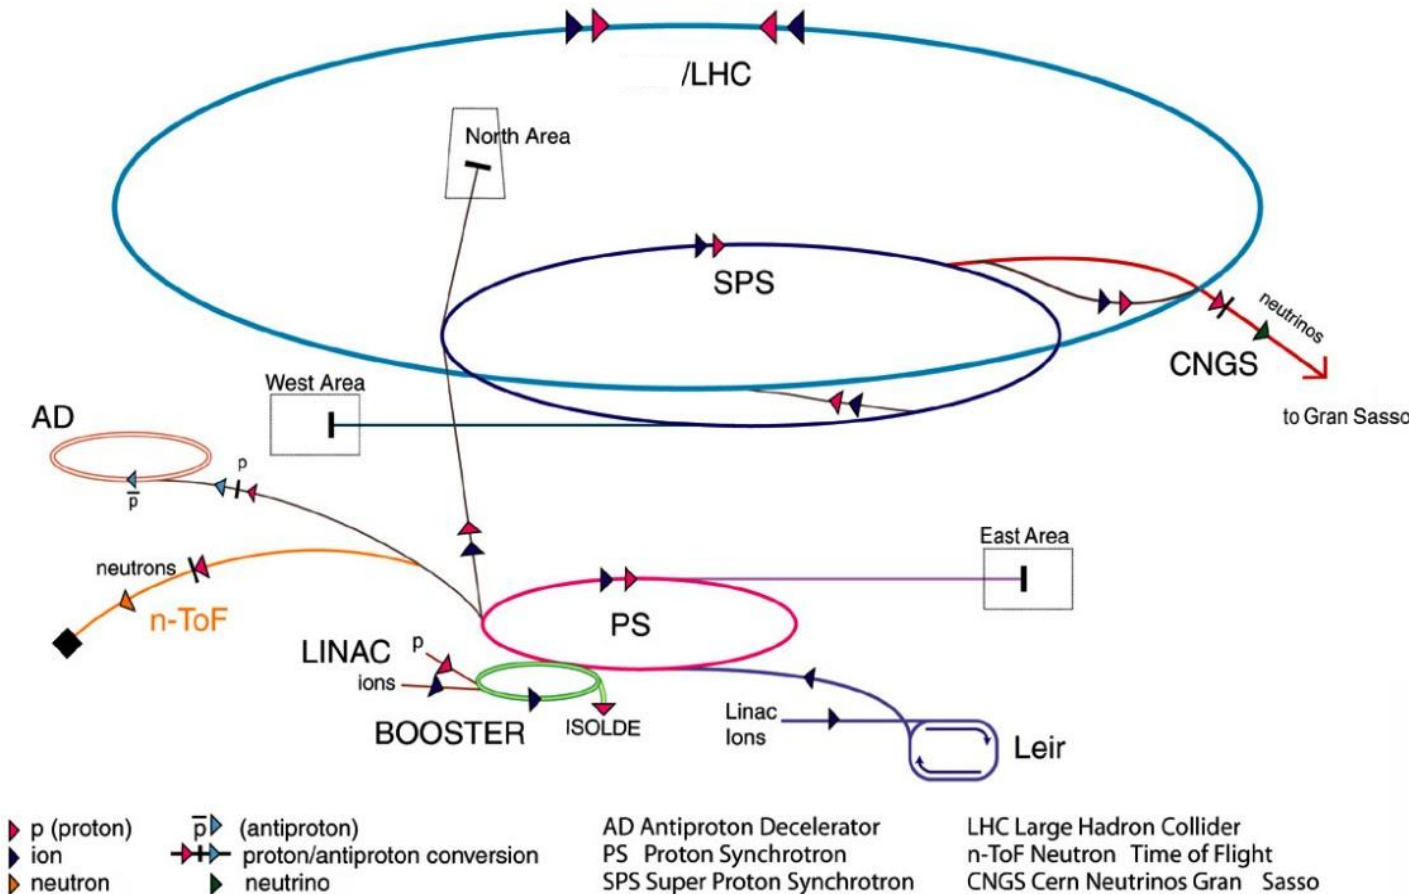 /LHC
North Area
SPS
neutrinos
CNGS
to Gran Sasso
West Area
AD
p
p̅
East Area
neutrons
n-ToF
PS
LINAC
p
ions
BOOSTER
ISOLDE
Linac
Ions
Leir
p (proton)
ion
neutron
p̅ (antiproton)
proton/antiproton conversion
neutrino
AD Antiproton Decelerator
PS Proton Synchrotron
SPS Super Proton Synchrotron
LHC Large Hadron Collider
n-ToF Neutron Time of Flight
CNGS Cern Neutrinos Gran Sasso